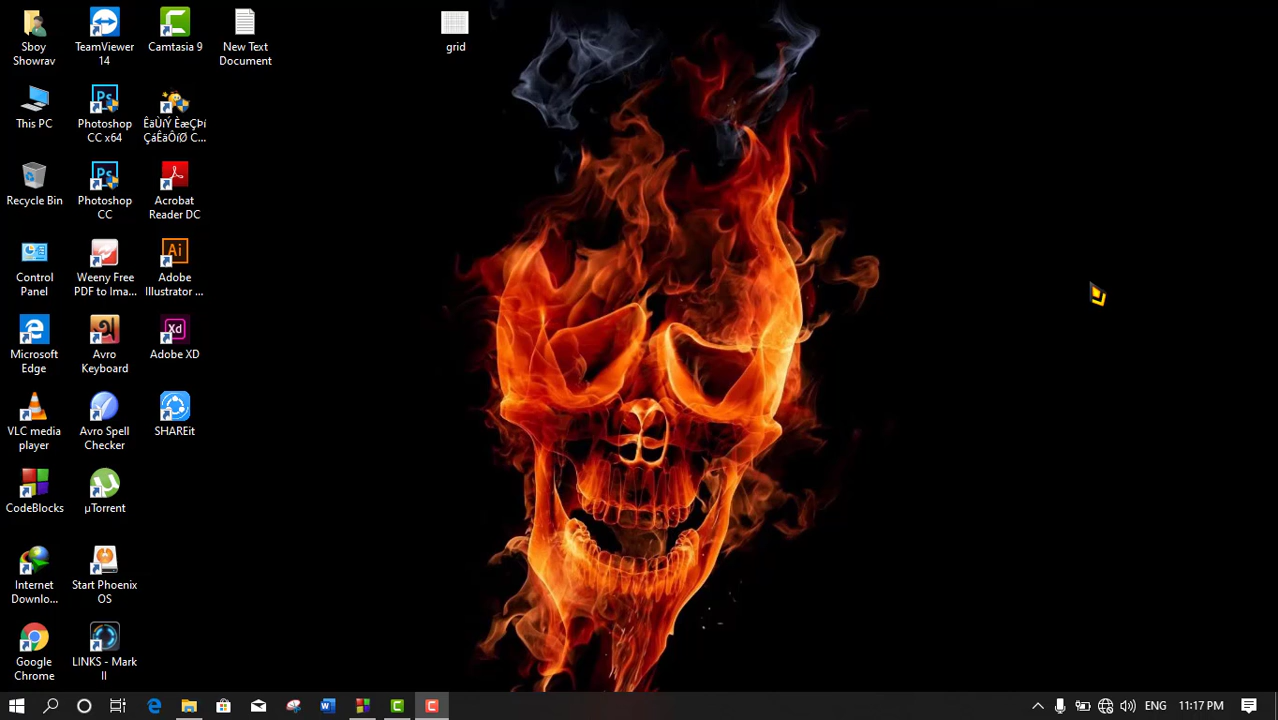 Sboy
Showrav
TeamViewer
14
Camtasia 9
New Text
Document
grid
This PC
Photoshop
CC x64
ÊäÙíÝ ÈæÇÞí
ÇáÊäÔíØ C...
Recycle Bin
Photoshop
CC
Acrobat
Reader DC
Control
Panel
Weeny Free
PDF to Ima...
Adobe
Illustrator ...
Microsoft
Edge
Avro
Keyboard
Adobe XD
VLC media
player
Avro Spell
Checker
SHAREit
CodeBlocks
µTorrent
Internet
Downlo...
Start Phoenix
OS
Google
Chrome
LINKS - Mark
II
ENG
11:17 PM